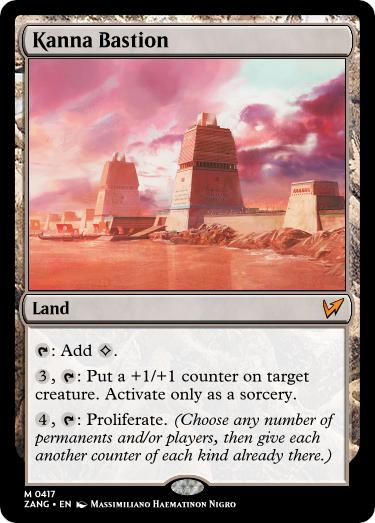 Kanna Bastion
Land
: Add .
3, : Put a +1/+1 counter on target
creature. Activate only as a sorcery.
4, : Proliferate. (Choose any number of
permanents and/or players, then give each
another counter of each kind already there.)
M 0417
ZANG • EN Massimiliano Haematinon Nigro